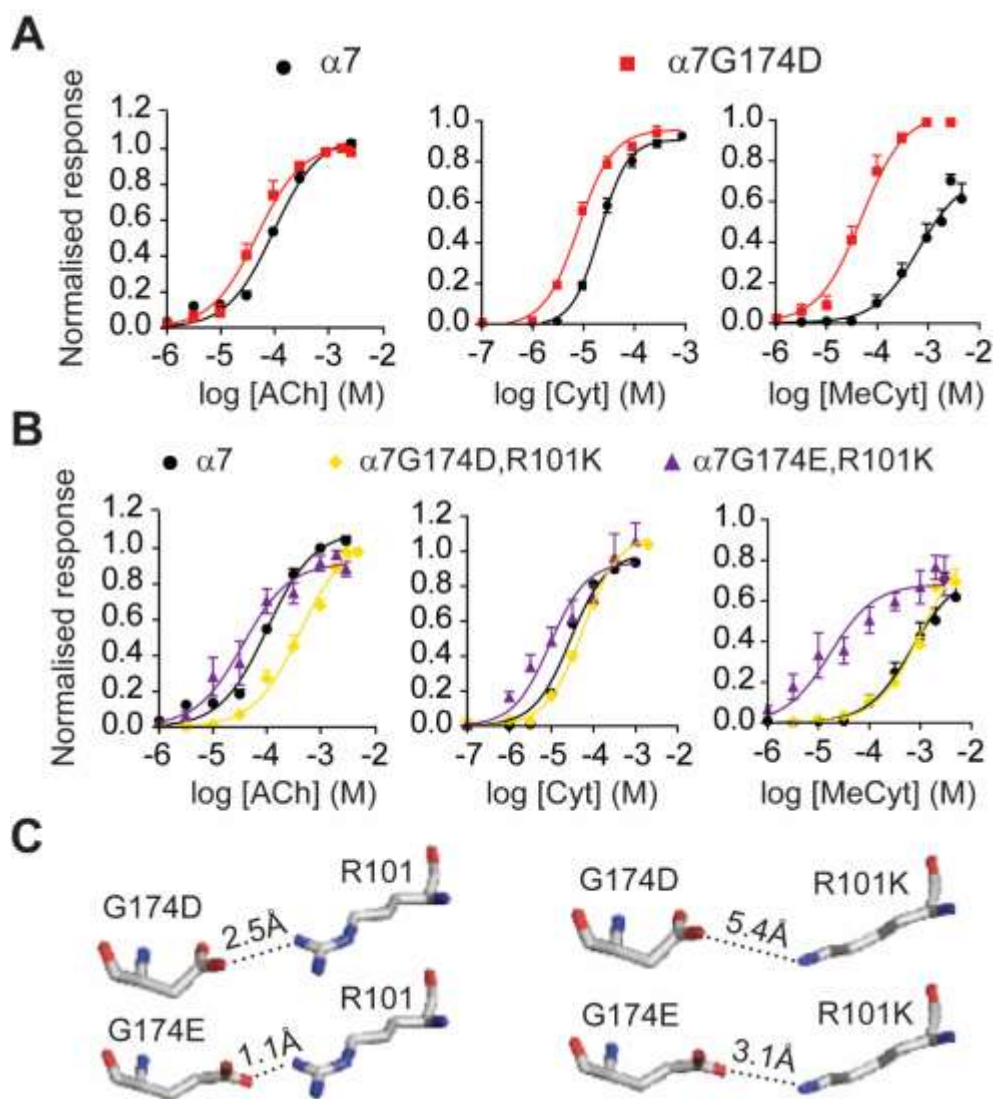 A
α7 α7G174D
Normalised response
1.2
1.0
0.8
0.6
0.4
0.2
0.0
-6 -5 -4 -3 -2
log [ACh] (M)
1.0
0.8
0.6
0.4
0.2
0.0
-7 -6 -5 -4 -3
log [Cyt] (M)
1.0
0.8
0.6
0.4
0.2
0.0
-6 -5 -4 -3 -2
log [MeCyt] (M)
B
α7 α7G174D,R101K α7G174E,R101K
Normalised response
1.2
1.0
0.8
0.6
0.4
0.2
0.0
-6 -5 -4 -3 -2
log [ACh] (M)
1.2
1.0
0.8
0.6
0.4
0.2
0.0
-7 -6 -5 -4 -3 -2
log [Cyt] (M)
1.0
0.8
0.6
0.4
0.2
0.0
-6 -5 -4 -3 -2
log [MeCyt] (M)
C
G174D 2.5Å R101
G174E 1.1Å R101
G174D 5.4Å R101K
G174E 3.1Å R101K